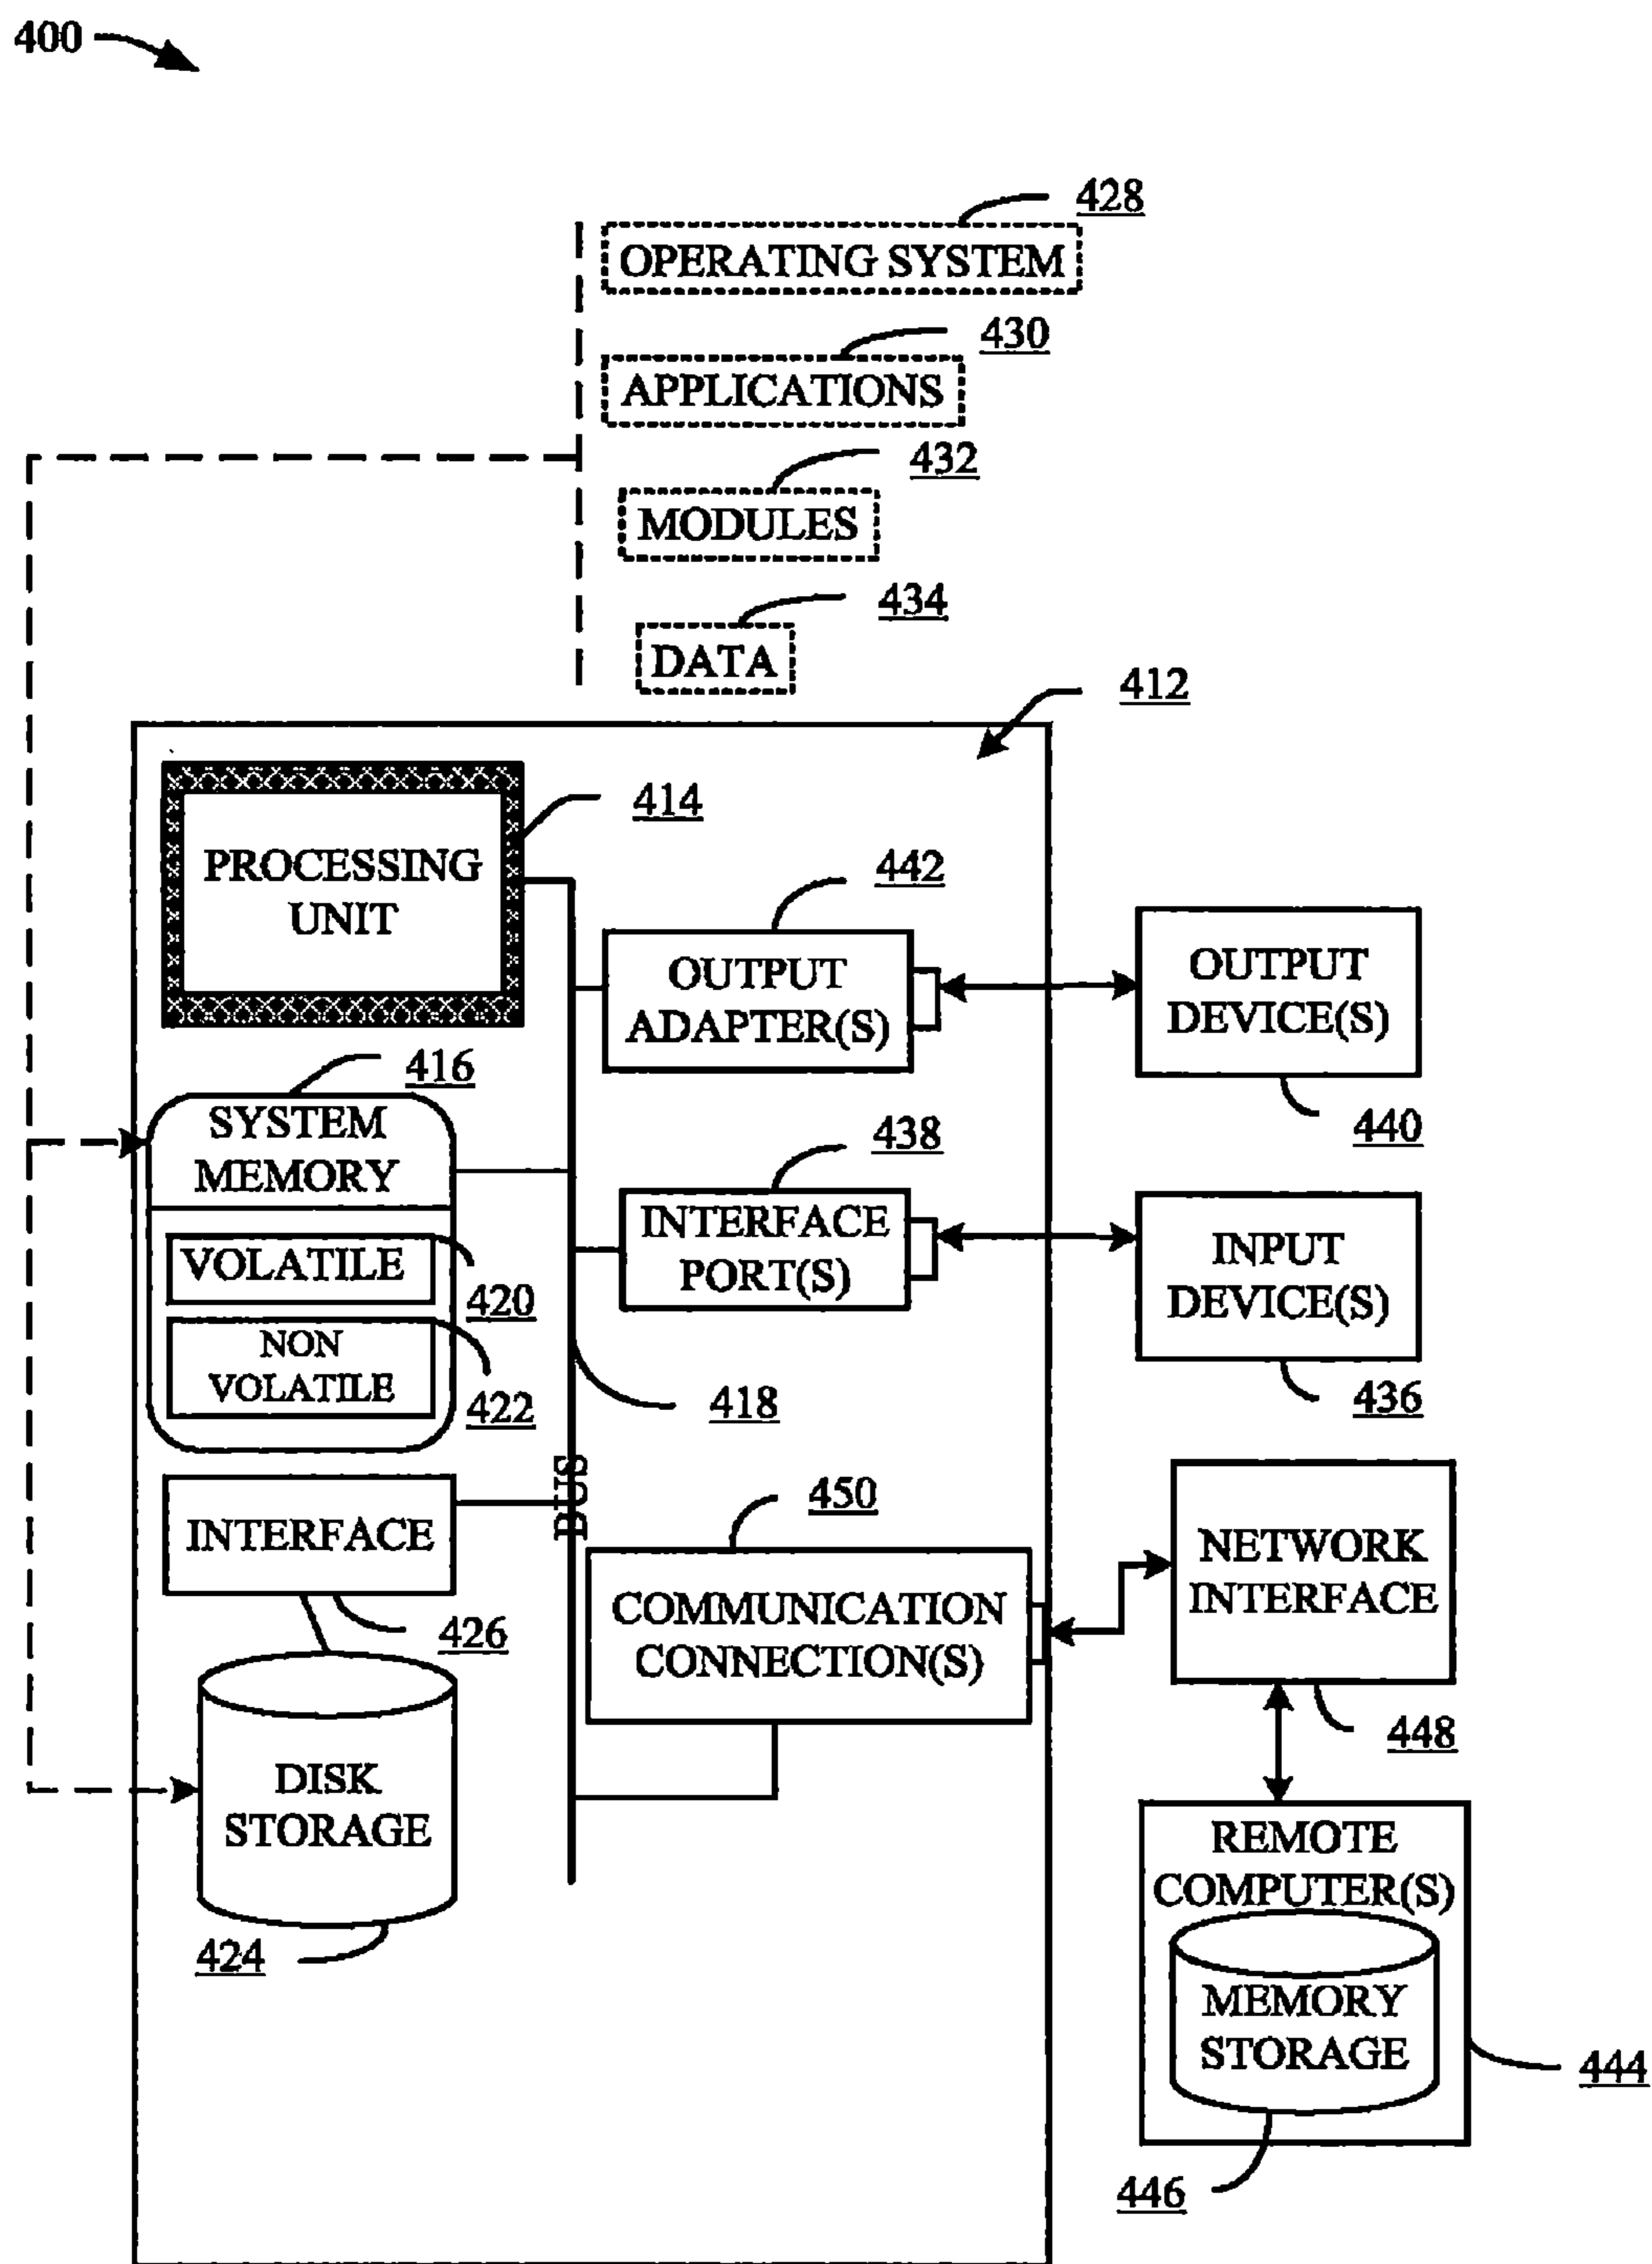 400
428
OPERATING SYSTEM
430
APPLICATIONS
432
MODULES
434
DATA
412
PROCESSING
UNIT
414
442
OUTPUT
ADAPTER(S)
OUTPUT
DEVICE(S)
440
416
SYSTEM
MEMORY
VOLATILE
420
NON
VOLATILE
422
438
INTERFACE
PORT(S)
INPUT
DEVICE(S)
436
418
BUS
INTERFACE
426
450
COMMUNICATION
CONNECTION(S)
NETWORK
INTERFACE
448
DISK
STORAGE
424
REMOTE
COMPUTER(S)
MEMORY
STORAGE
444
446